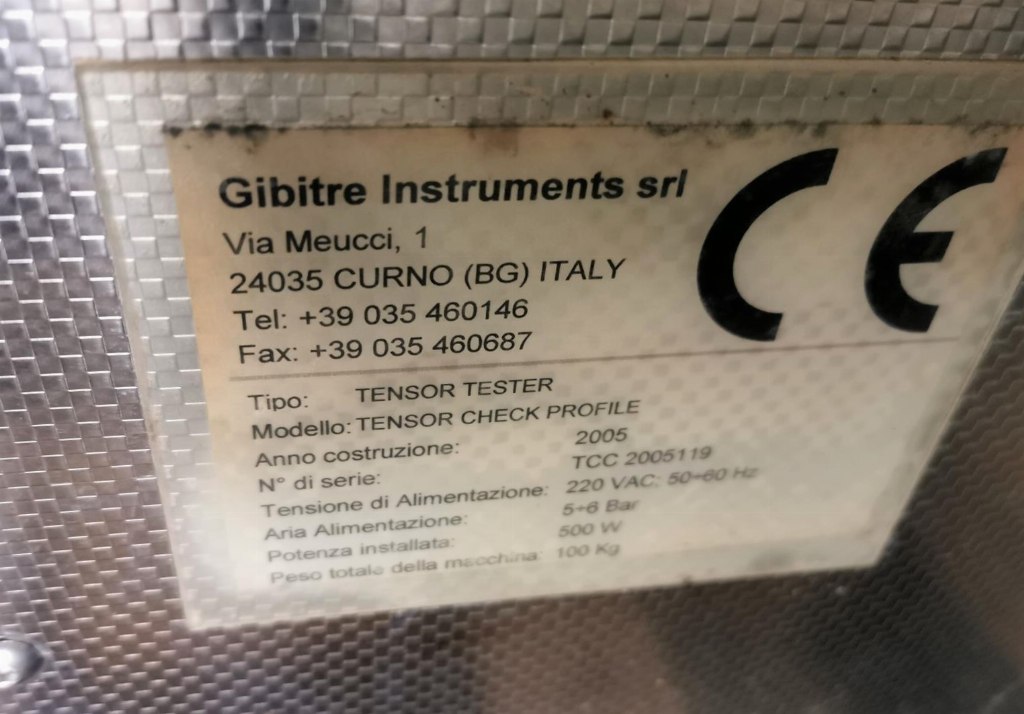 Gibitre Instruments srl
CE
Via Meucci, 1
24035 CURNO (BG) ITALY
Tel: +39 035 460146
Fax: +39 035 460687
Tipo: TENSOR TESTER
Modello: TENSOR CHECK PROFILE
Anno costruzione: 2005
N° di serie: TCC 2005119
Tensione di Alimentazione: 220 VAC: 50÷60 Hz
Aria Alimentazione: 5÷6 Bar
Potenza installata: 500 W
Peso totale della macchina: 100 Kg